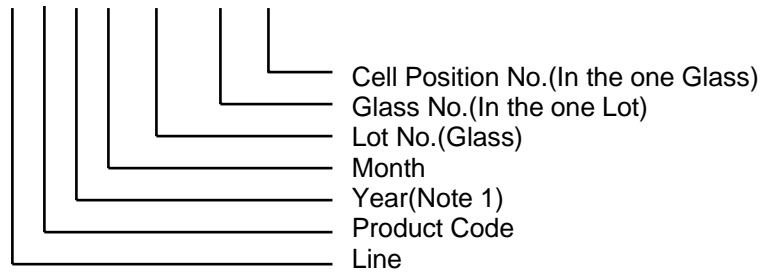 Cell Position No.(In the one Glass)
Glass No.(In the one Lot)
Lot No.(Glass)
Month
Year(Note 1)
Product Code
Line